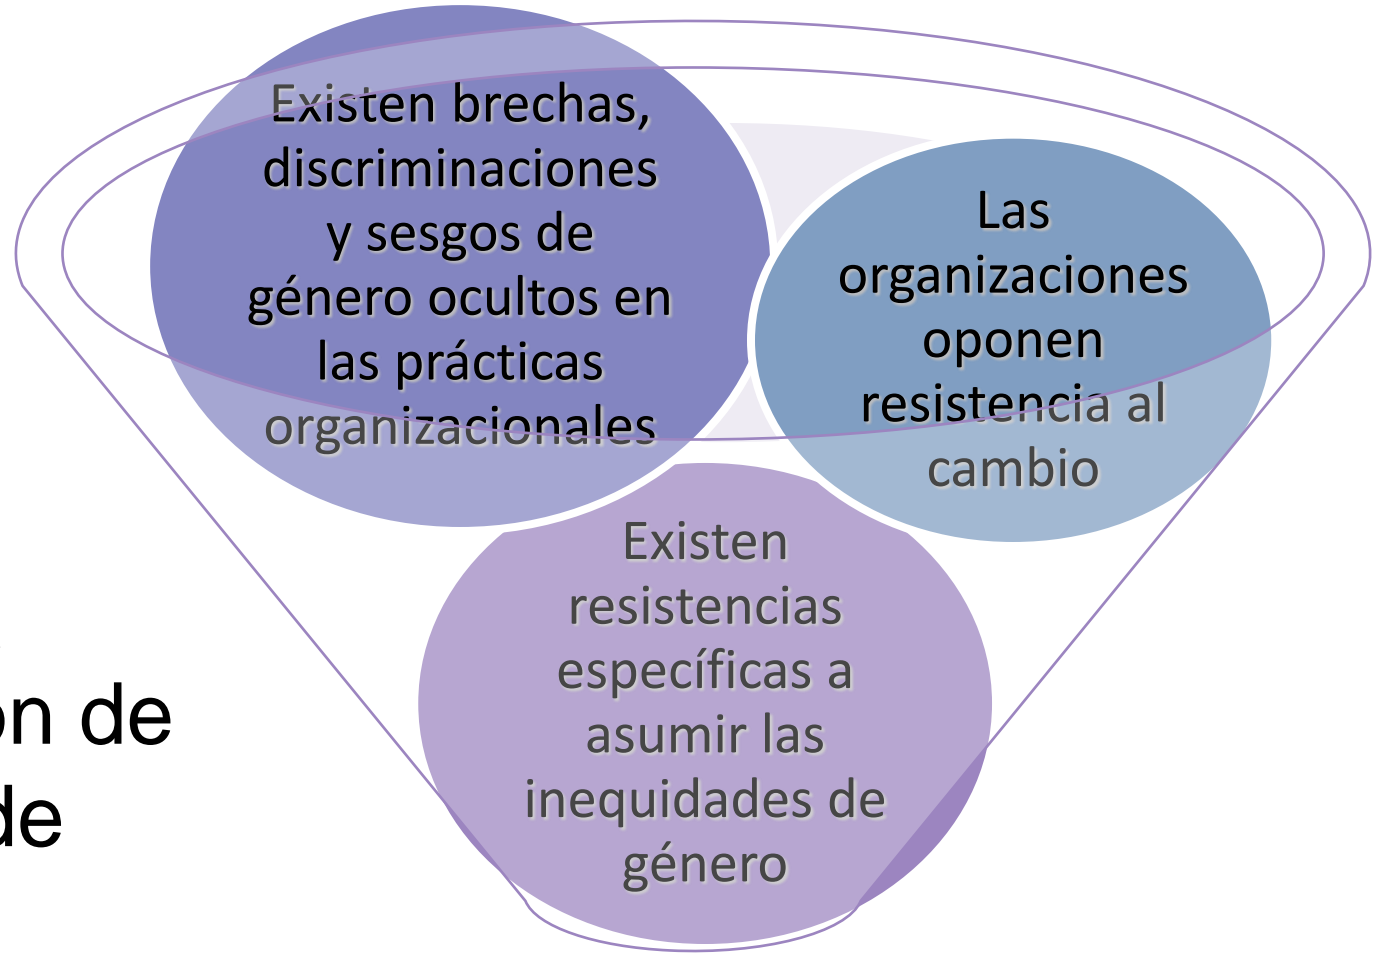 Existen brechas,
discriminaciones
y sesgos de
género ocultos en
las prácticas
organizacionales
Las
organizaciones
oponen
resistencia al
cambio
Existen
resistencias
específicas a
asumir las
inequidades de
género
de
de